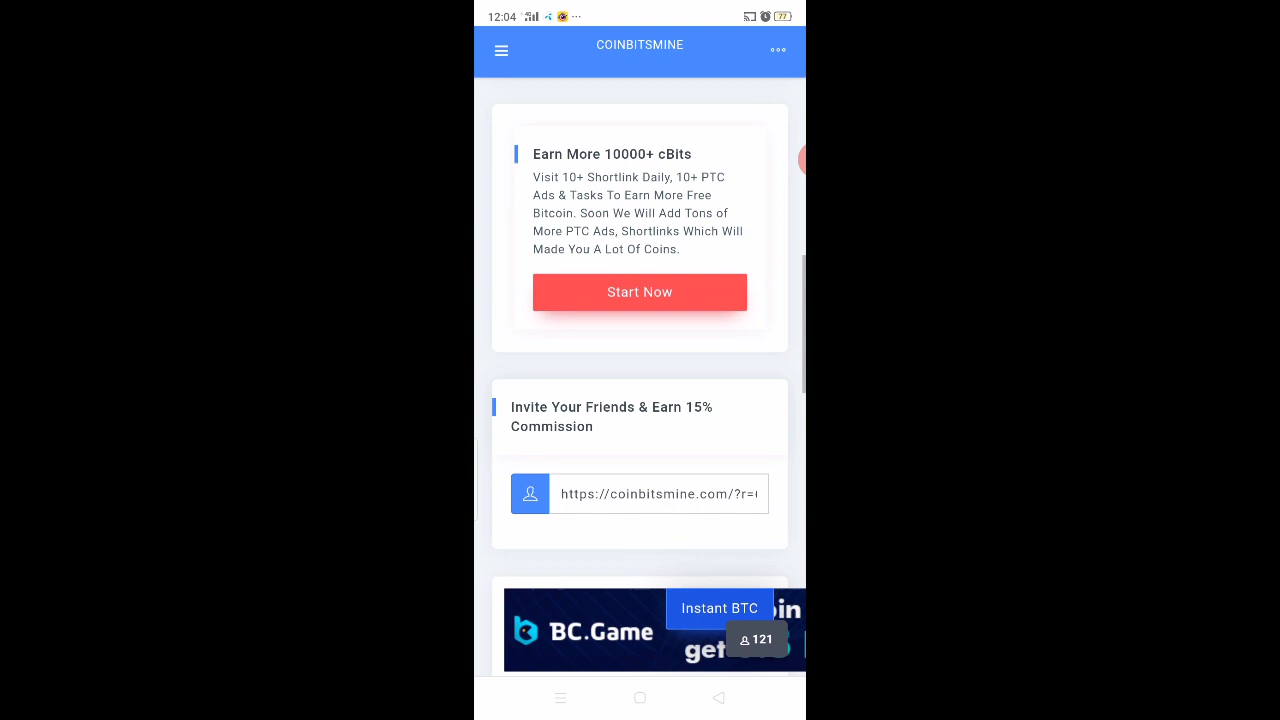 12:04
77
COINBITSMINE
Earn More 10000+ cBits
Visit 10+ Shortlink Daily, 10+ PTC
Ads & Tasks To Earn More Free
Bitcoin. Soon We Will Add Tons of
More PTC Ads, Shortlinks Which Will
Made You A Lot Of Coins.
Start Now
Invite Your Friends & Earn 15%
Commission
https://coinbitsmine.com/?r=
Instant BTC
BC.GAME
get
121